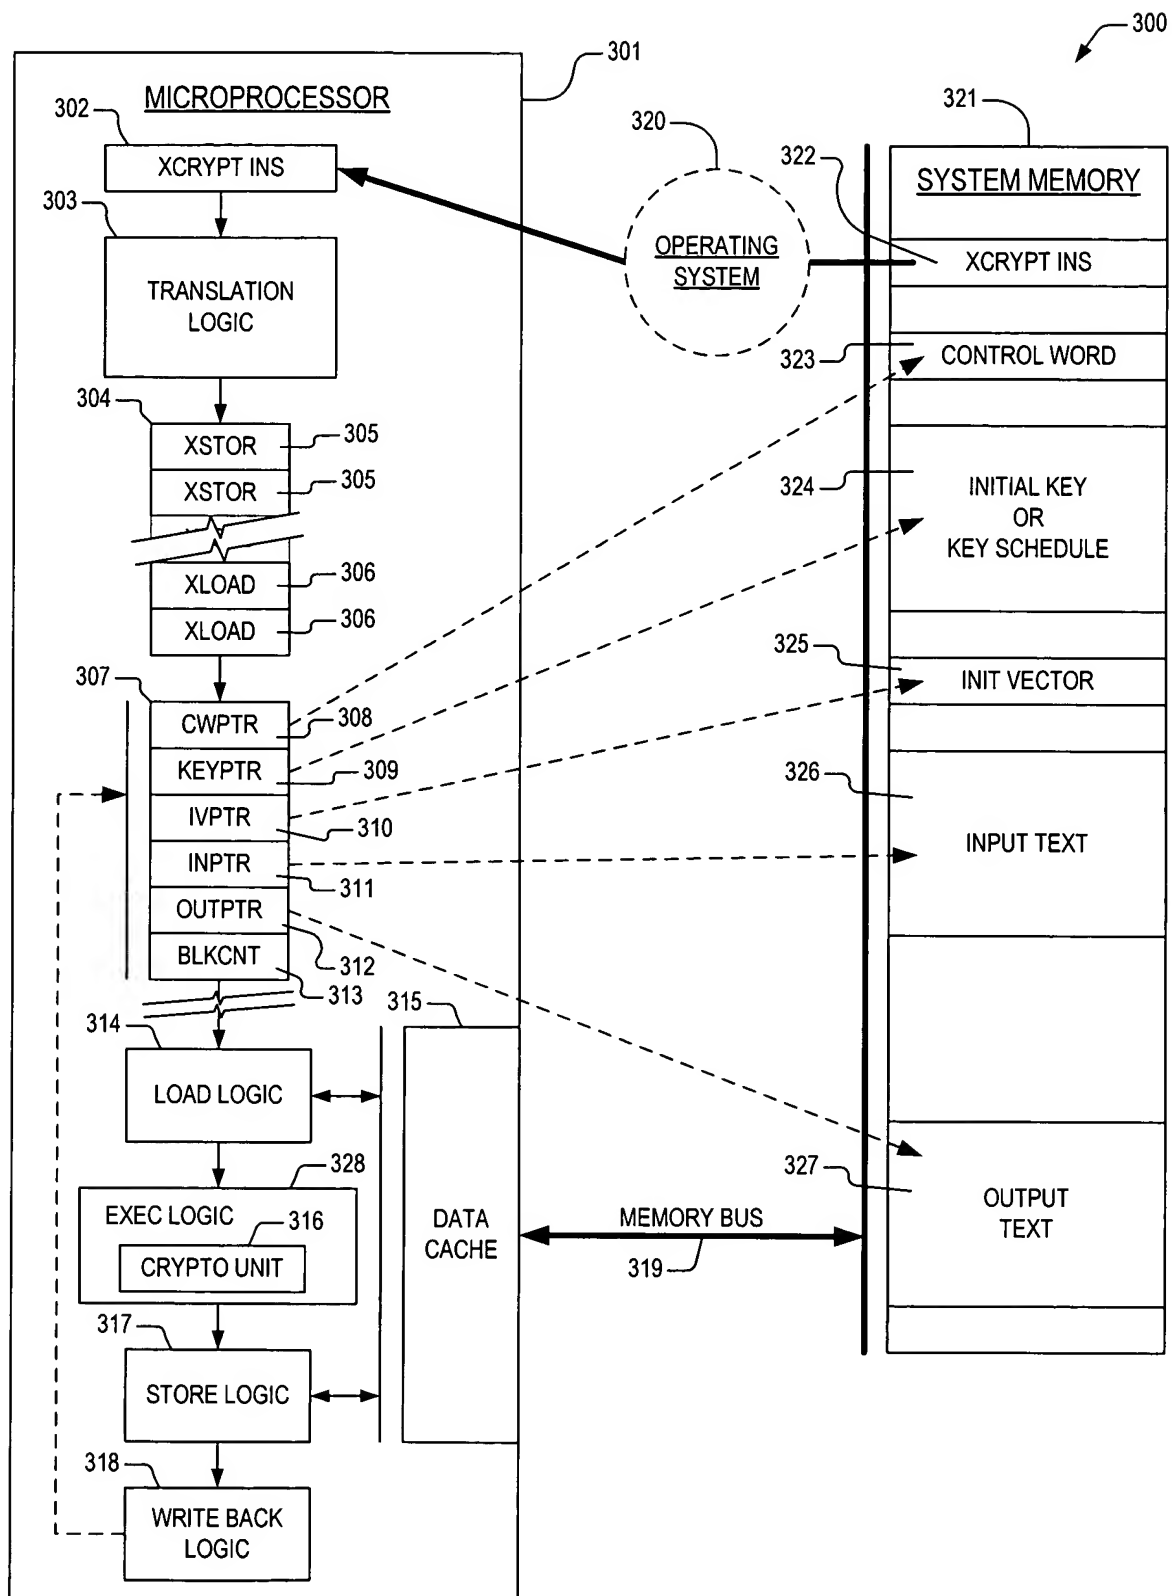 300
301
MICROPROCESSOR
302
XCRYPT INS
303
TRANSLATION
LOGIC
304
XSTOR
305
XSTOR
305
XLOAD
306
XLOAD
306
307
CWPTR
308
KEYPTR
309
IVPTR
310
INPTR
311
OUTPTR
312
BLKCNT
313
314
LOAD LOGIC
315
DATA
CACHE
328
EXEC LOGIC
316
CRYPTO UNIT
317
STORE LOGIC
318
WRITE BACK
LOGIC
320
OPERATING
SYSTEM
MEMORY BUS
319
321
SYSTEM MEMORY
322
XCRYPT INS
323
CONTROL WORD
324
INITIAL KEY
OR
KEY SCHEDULE
325
INIT VECTOR
326
INPUT TEXT
327
OUTPUT
TEXT